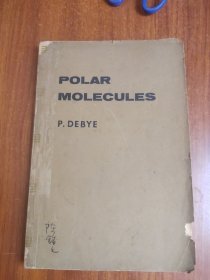 POLAR
MOLECULES
P. DEBYE